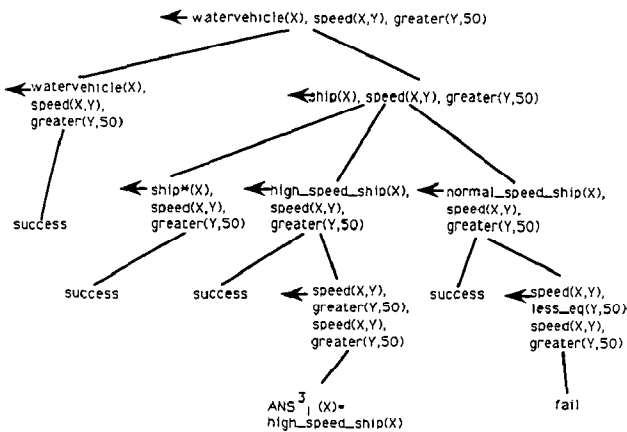 ← watervehicle(X), speed(X,Y), greater(Y,50)
← watervehicle(X),
speed(X,Y),
greater(Y,50)
← ship(X), speed(X,Y), greater(Y,50)
success
← ship*(X),
speed(X,Y),
greater(Y,50)
← high_speed_ship(X),
speed(X,Y),
greater(Y,50)
← normal_speed_ship(X),
speed(X,Y),
greater(Y,50)
success
success
← speed(X,Y),
greater(Y,50),
speed(X,Y),
greater(Y,50)
success
← speed(X,Y),
less_eq(Y,50)
speed(X,Y),
greater(Y,50)
ANS³₁ (X)=
high_speed_ship(X)
fail